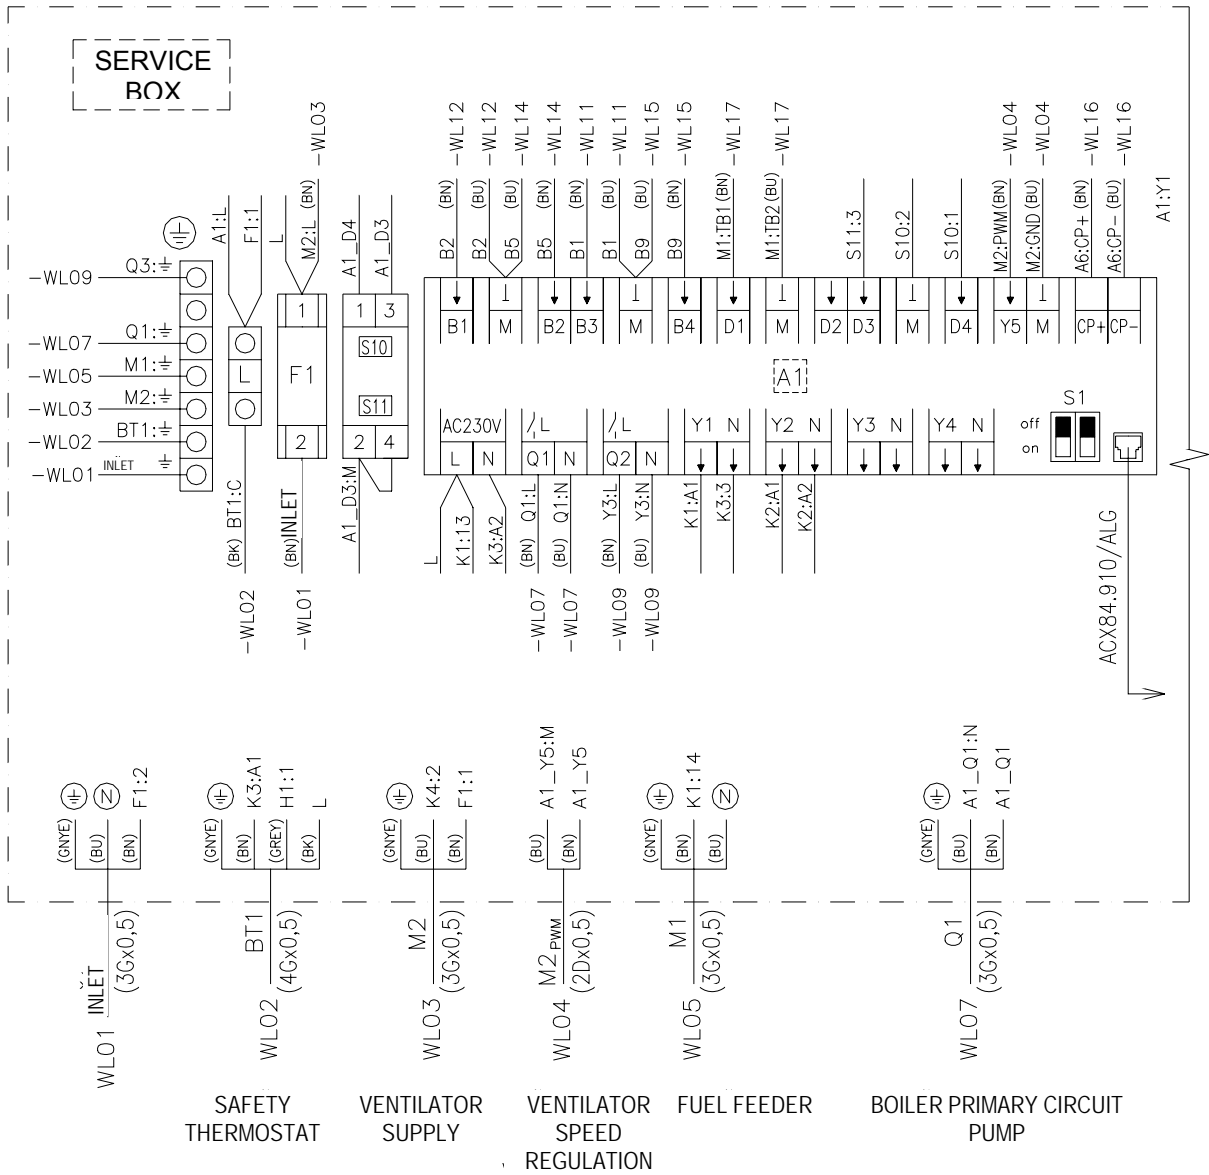 SERVICE
BOX
-WL03
-WL12
-WL12
-WL14
-WL14
-WL11
-WL11
-WL15
-WL15
-WL17
-WL17
-WL04
-WL04
-WL16
-WL16
A1:Y1
A1:L
F1:1
L
M2:L (BN)
A1_D4
A1_D3
B2 (BN)
B2 (BU)
B5 (BU)
B5 (BN)
B1 (BN)
B1 (BU)
B9 (BU)
B9 (BN)
M1:TB1 (BN)
M1:TB2 (BU)
S11:3
S10:2
S10:1
M2:PWM (BN)
M2:GND (BU)
A6:CP+ (BN)
A6:CP- (BU)
-WL09 Q3:⏚
-WL07 Q1:⏚
-WL05 M1:⏚
-WL03 M2:⏚
-WL02 BT1:⏚
-WL01 INLET ⏚
L
1
F1
2
1 3
S10
S11
2 4
B1 M B2 B3 M B4 D1 M D2 D3 M D4 Y5 M CP+ CP-
A1
S1
off
on
AC230V
L N
L
Q1 N
L
Q2 N
Y1 N
Y2 N
Y3 N
Y4 N
(BK) BT1:C
-WL02
(BN) INLET
-WL01
A1_D3:M
L
K1:13
K3:A2
(BN) Q1:L
(BU) Q1:N
(BN) Y3:L
(BU) Y3:N
-WL07
-WL07
-WL09
-WL09
K1:A1
K3:3
K2:A1
K2:A2
ACX84.910/ALG
N
F1:2
(GNYE)
(BU)
(BN)
WL01 INLET
(3Gx0,5)
K3:A1
H1:1
L
(GNYE)
(BN)
(GREY)
(BK)
WL02 BT1
(4Gx0,5)
K4:2
F1:1
(GNYE)
(BU)
(BN)
WL03 M2
(3Gx0,5)
A1_Y5:M
A1_Y5
(BU)
(BN)
WL04 M2 PWM
(2Dx0,5)
K1:14
N
(GNYE)
(BN)
(BU)
WL05 M1
(3Gx0,5)
A1_Q1:N
A1_Q1
(GNYE)
(BU)
(BN)
WL07 Q1
(3Gx0,5)
SAFETY
THERMOSTAT
VENTILATOR
SUPPLY
VENTILATOR
SPEED
REGULATION
FUEL FEEDER
BOILER PRIMARY CIRCUIT
PUMP